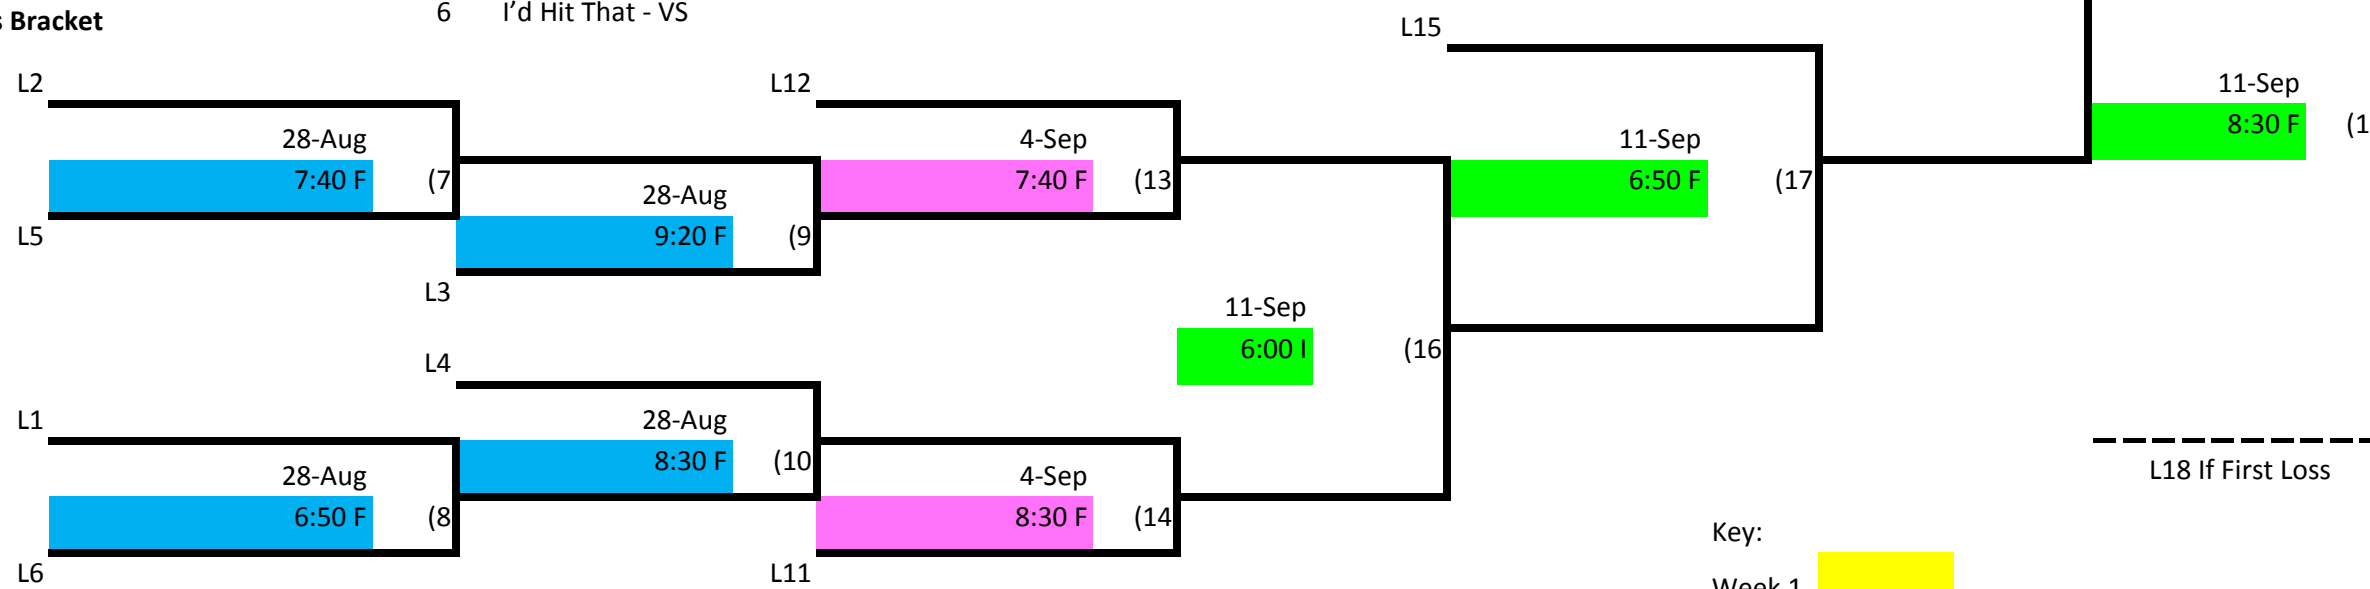 6 I'd Hit That - VS
s Bracket
L15
L2
L12
11-Sep
8:30 F (1
28-Aug
7:40 F (7
4-Sep
7:40 F (13
11-Sep
6:50 F (17
28-Aug
9:20 F (9
L5
L3
11-Sep
6:00 I (16
L4
L1
28-Aug
8:30 F (10
28-Aug
6:50 F (8
4-Sep
8:30 F (14
L18 If First Loss
L6
L11
Key:
Week 1